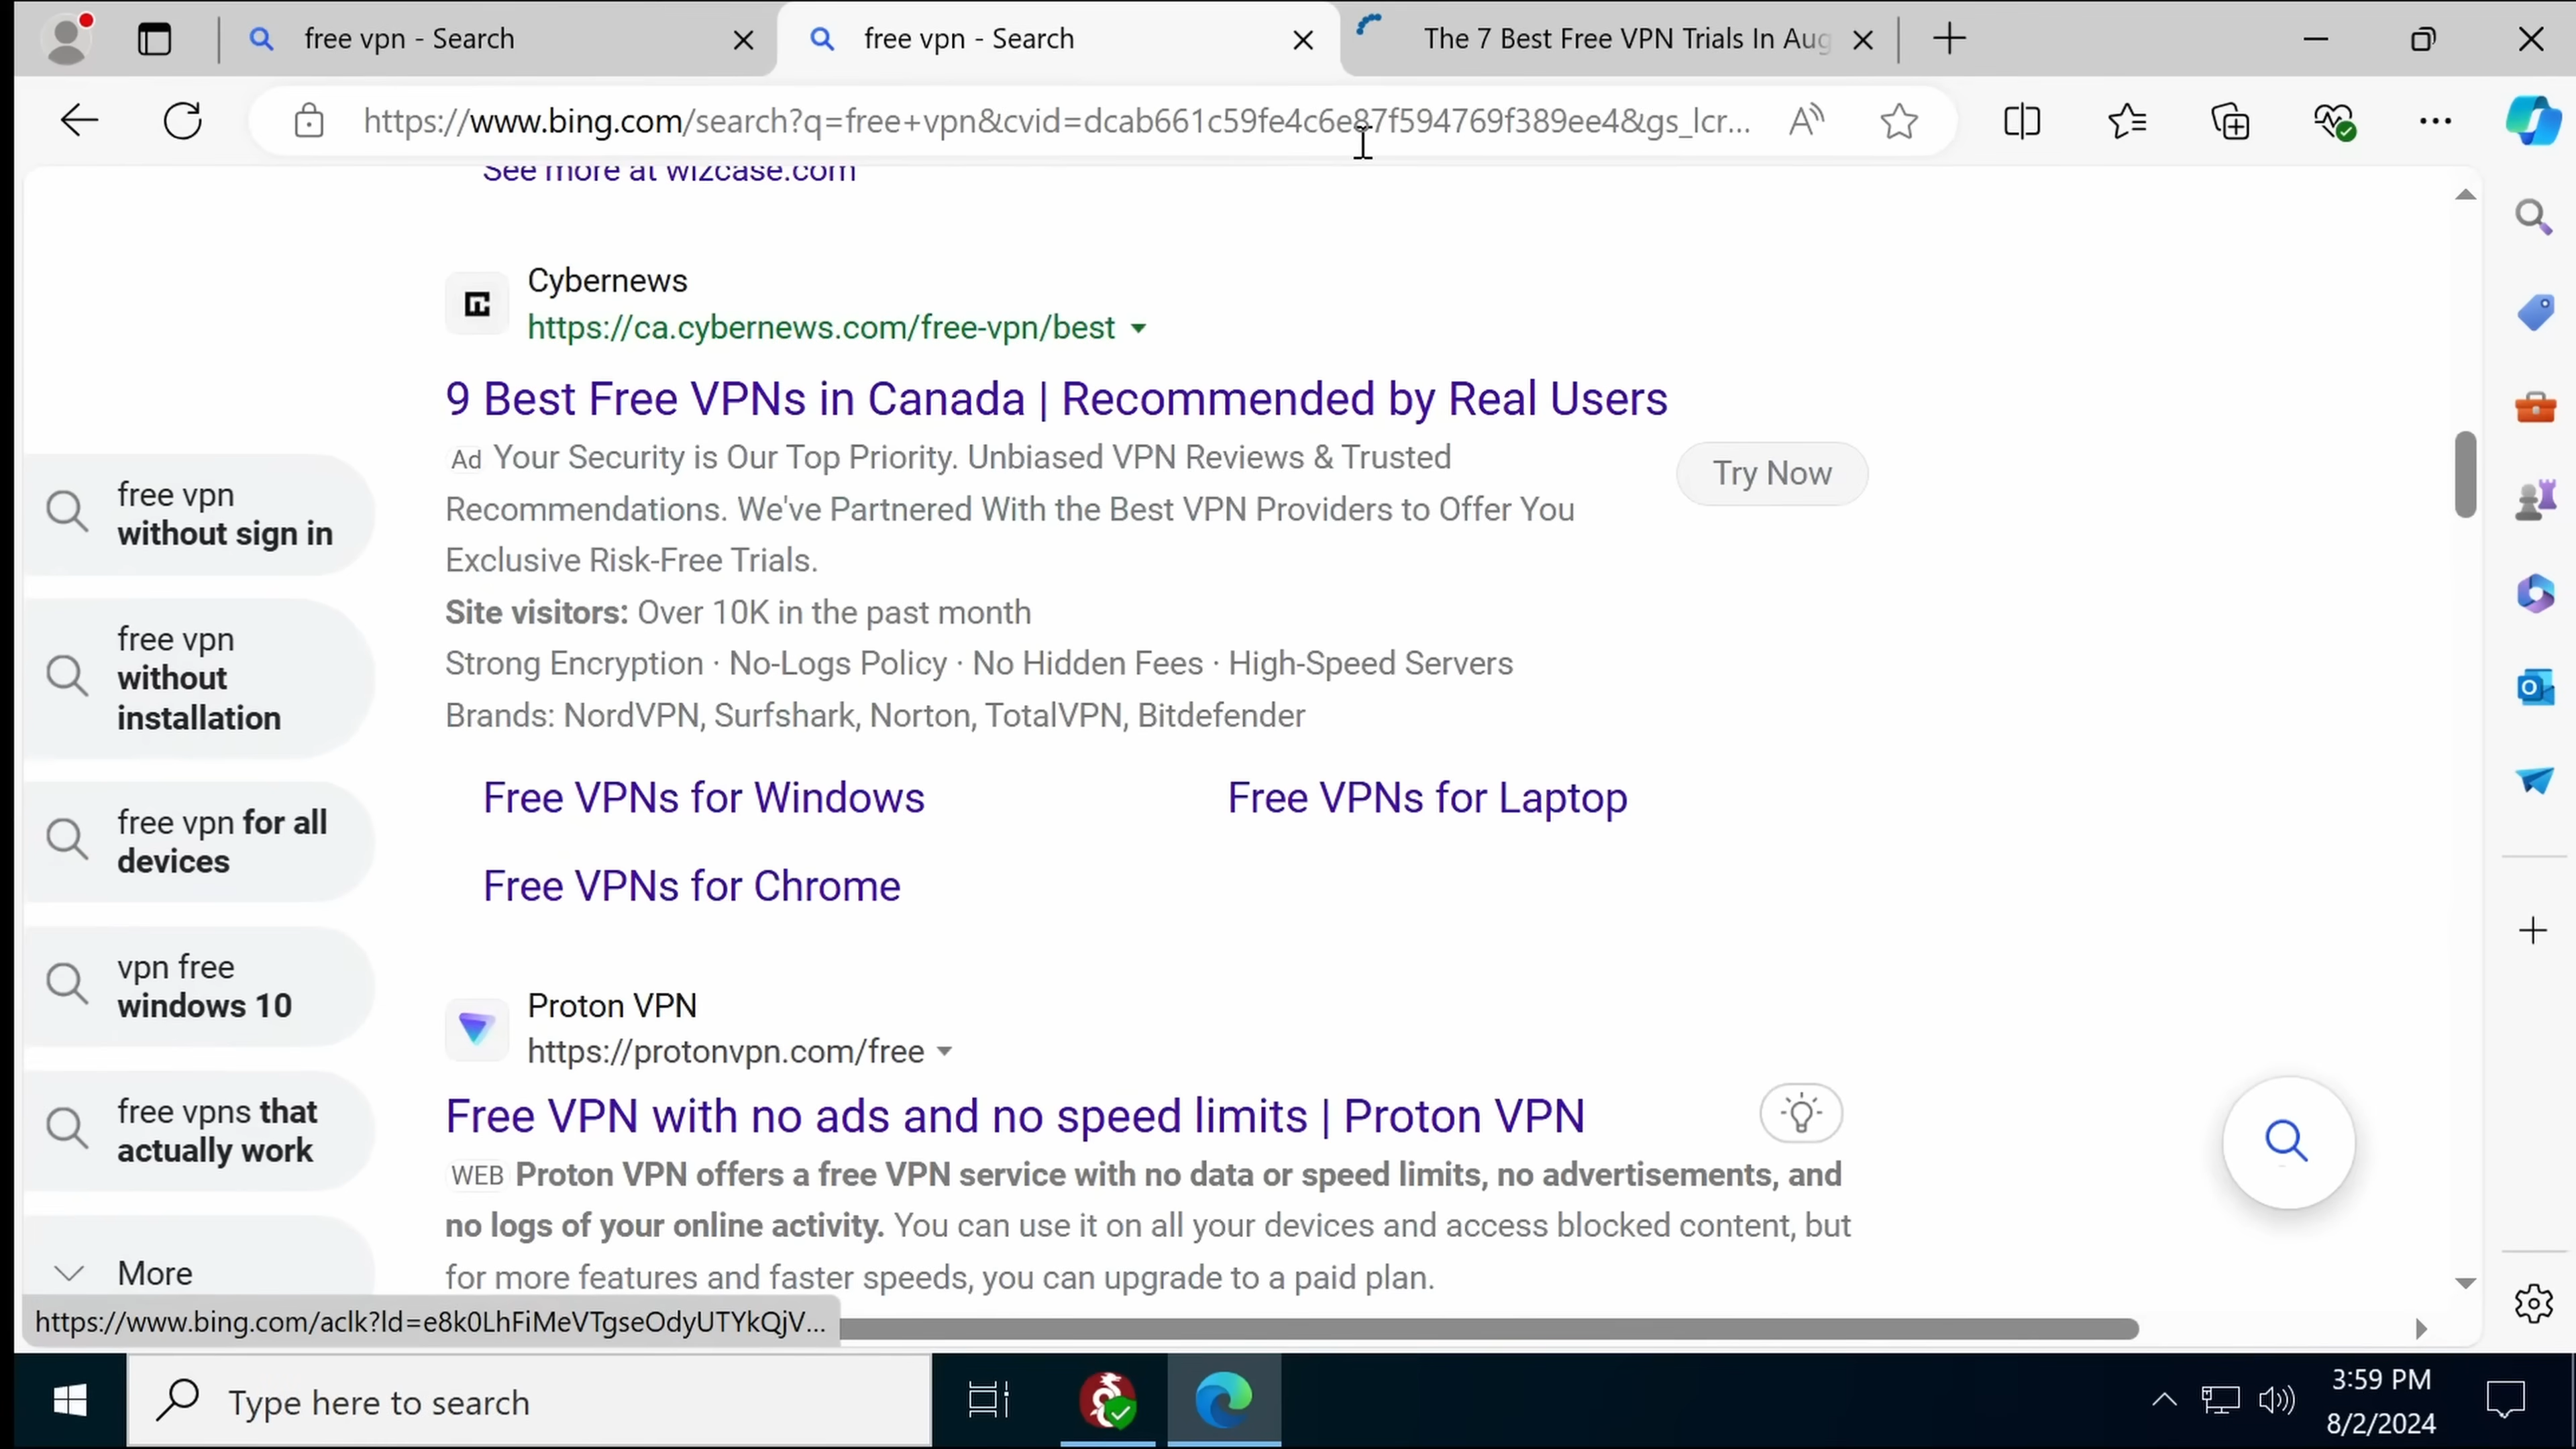 free vpn - Search
free vpn - Search
The 7 Best Free VPN Trials In Aug
https://www.bing.com/search?q=free+vpn&cvid=dcab661c59fe4c6e87f594769f389ee4&gs_lcr...
See more at wizcase.com
Cybernews
https://ca.cybernews.com/free-vpn/best
9 Best Free VPNs in Canada | Recommended by Real Users
Ad Your Security is Our Top Priority. Unbiased VPN Reviews & Trusted
Recommendations. We've Partnered With the Best VPN Providers to Offer You
Exclusive Risk-Free Trials.
Try Now
Site visitors: Over 10K in the past month
Strong Encryption · No-Logs Policy · No Hidden Fees · High-Speed Servers
Brands: NordVPN, Surfshark, Norton, TotalVPN, Bitdefender
Free VPNs for Windows
Free VPNs for Laptop
Free VPNs for Chrome
Proton VPN
https://protonvpn.com/free
Free VPN with no ads and no speed limits | Proton VPN
WEB Proton VPN offers a free VPN service with no data or speed limits, no advertisements, and
no logs of your online activity. You can use it on all your devices and access blocked content, but
for more features and faster speeds, you can upgrade to a paid plan.
free vpn
without sign in
free vpn
without
installation
free vpn for all
devices
vpn free
windows 10
free vpns that
actually work
More
https://www.bing.com/aclk?ld=e8k0LhFiMeVTgseOdyUTYkQjV...
Type here to search
3:59 PM
8/2/2024